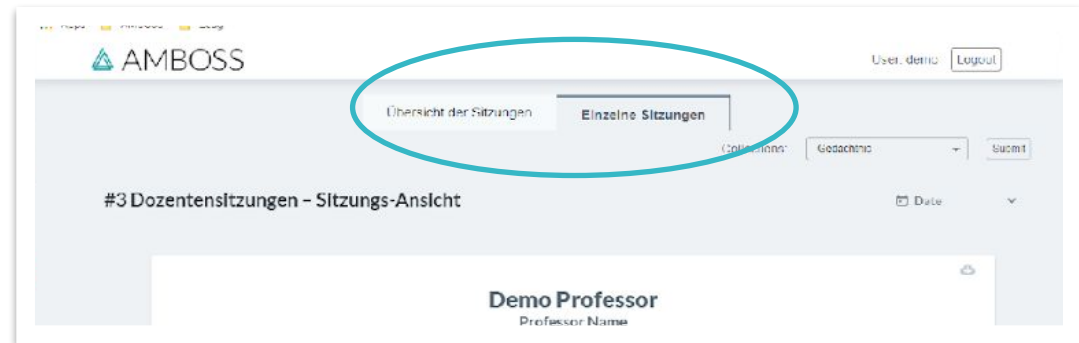 AMBOSS
User: demo Logout
Übersicht der Sitzungen Einzelne Sitzungen
Collections: Gedächtnis Submit
#3 Dozentensitzungen – Sitzungs-Ansicht
Date
Demo Professor
Professor Name